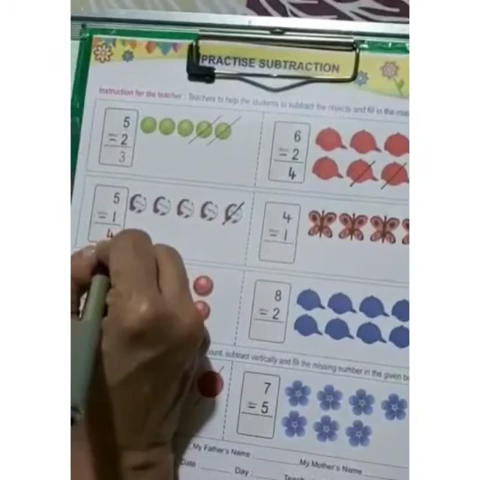 PRACTISE SUBTRACTION
Instruction for the teacher : Teachers to help the students to subtract the objects and fill in the
5
= 2
3
6
= 2
4
5
= 1
4
4
= 1
8
= 2
subtract vertically and fill the missing number in the given
7
= 5
My Father's Name
My Mother's Name
Date
Day